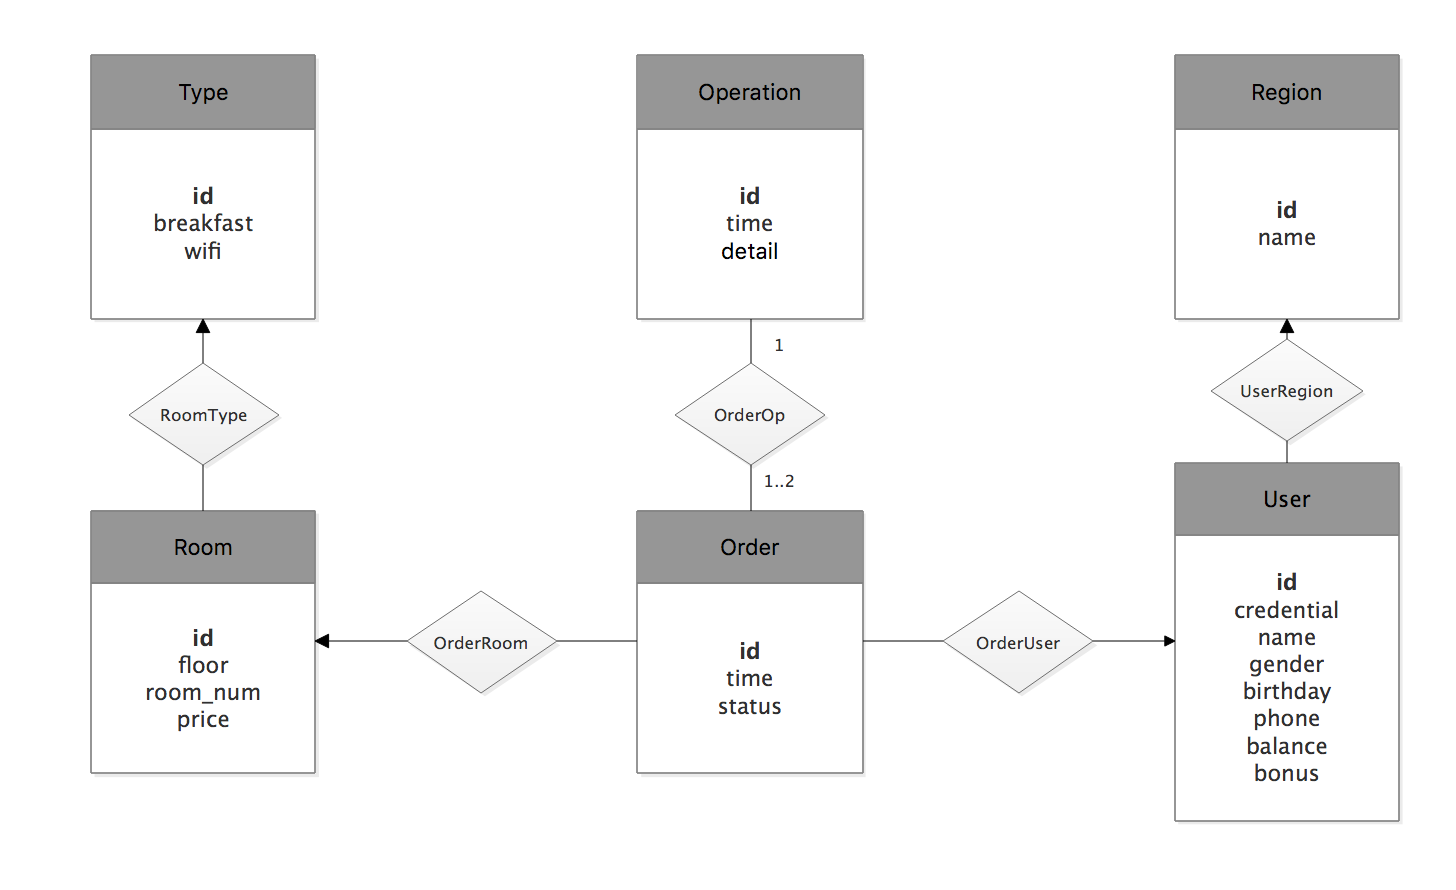 Type
id
breakfast
wifi
Operation
id
time
detail
Region
id
name
RoomType
1
OrderOp
1..2
UserRegion
Room
id
floor
room_num
price
OrderRoom
Order
id
time
status
OrderUser
User
id
credential
name
gender
birthday
phone
balance
bonus